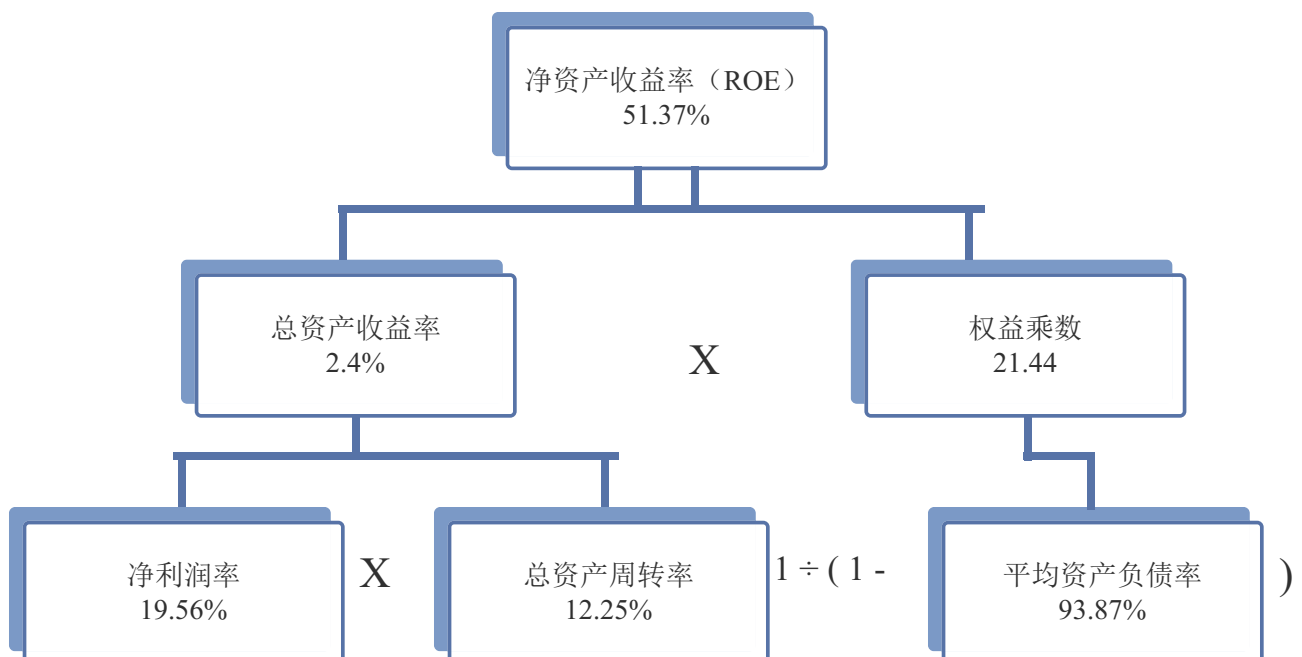 净资产收益率（ROE）
51.37%
总资产收益率
2.4%
X
权益乘数
21.44
净利润率
19.56%
X
总资产周转率
12.25%
1 ÷ ( 1 -
平均资产负债率
93.87%
)